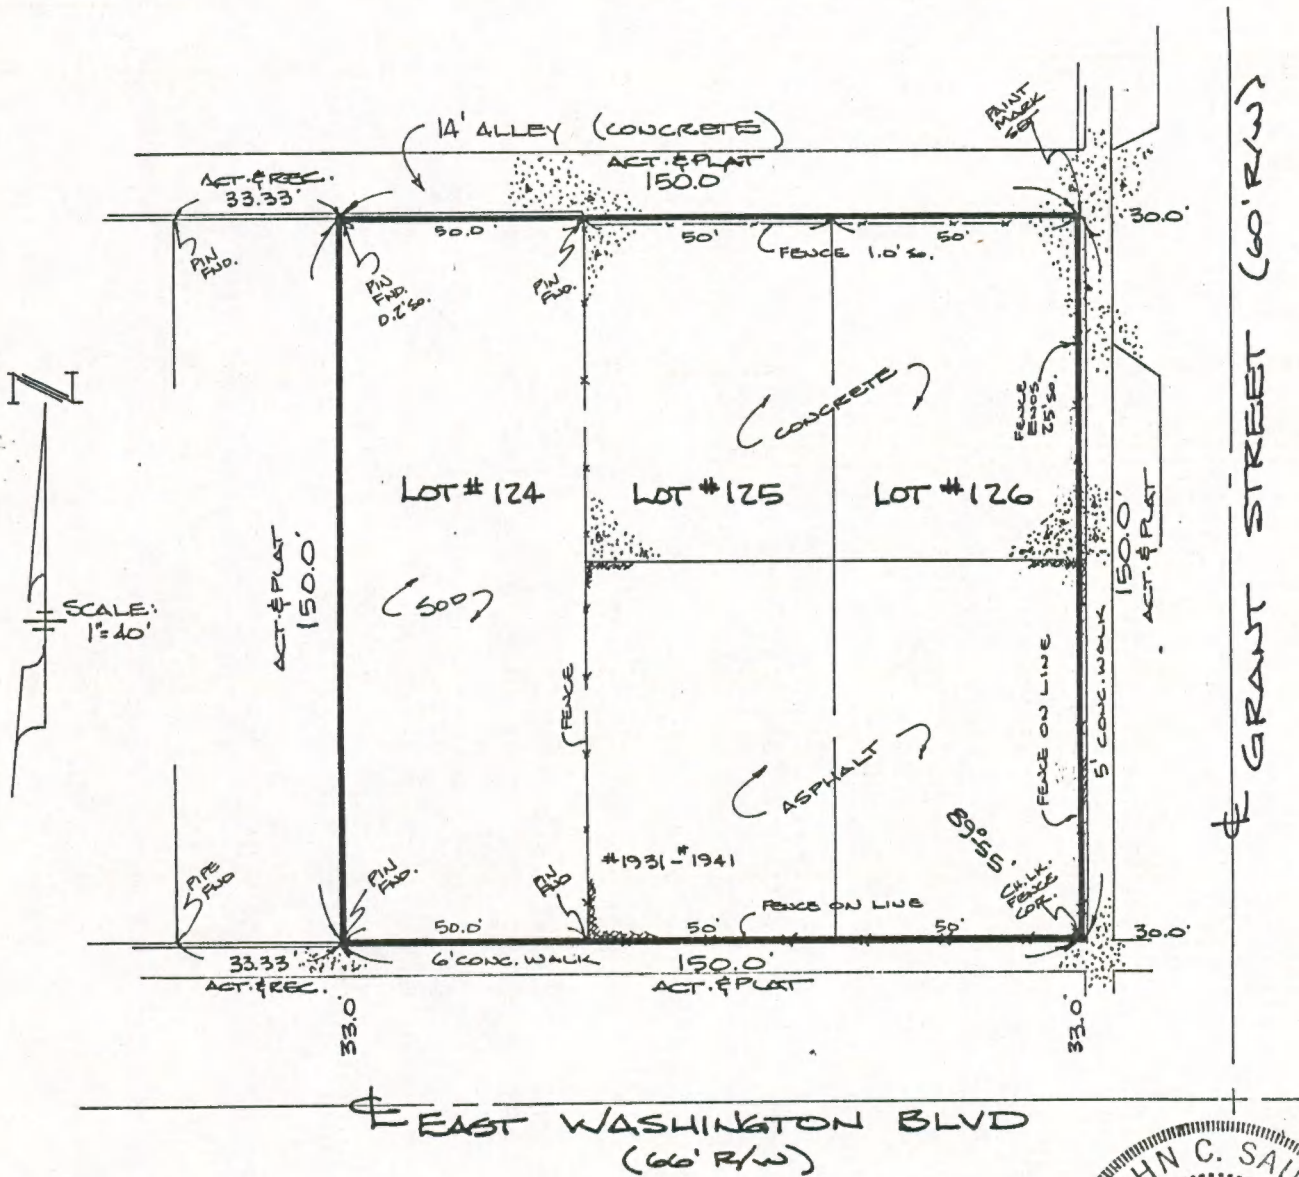 14' ALLEY (CONCRETE)
ACT. & PLAT
150.0
PAINT
MARK
SET
ACT. & REC.
33.33'
30.0'
50.0'
50'
50'
FENCE 1.0' SO.
PIN
FND.
PIN
FND.
0.2' SO.
PIN
FND.
N
CONCRETE
FENCE
ENDS
25' SO.
LOT # 124
LOT # 125
LOT # 126
SCALE:
1"=40'
ACT. & PLAT
150.0'
SOD
150.0'
ACT. & PLAT
FENCE
ASPHALT
FENCE ON LINE
5' CONC. WALK
GRANT STREET (60' R/W)
89°-55'
#1931-#1941
PIPE
FND
PIN
FND.
PIN
FND
CH. LK.
FENCE
COR.
50.0'
50'
FENCE ON LINE
50'
30.0'
33.33'
ACT. & REC.
6' CONC. WALK
150.0'
ACT. & PLAT
33.0'
33.0'
EAST WASHINGTON BLVD
(66' R/W)
HN C. SAU